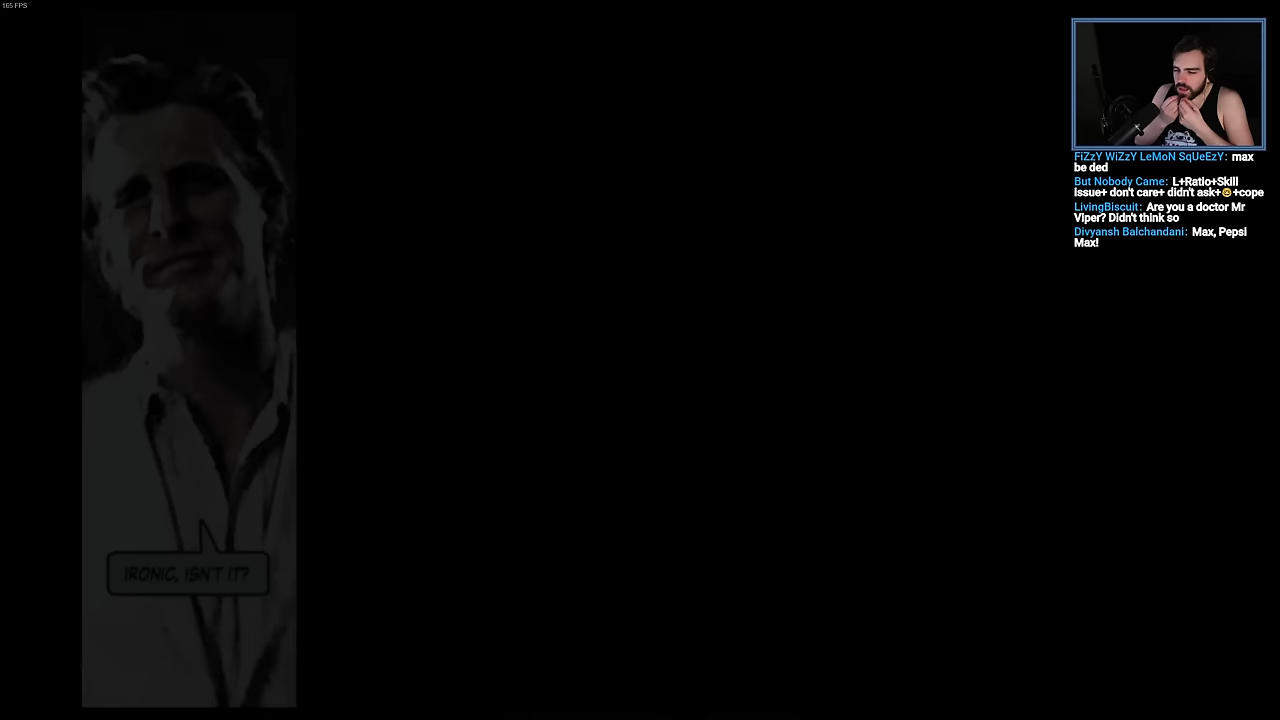 165 FPS
FiZzY WiZzY LeMoN SqUeEzY: max
be ded
But Nobody Came: L+Ratio+Skill
issue+ don't care+ didn't ask+😂+cope
LivingBiscuit: Are you a doctor Mr
Viper? Didn't think so
Divyansh Balchandani: Max, Pepsi
Max!
IRONIC, ISN'T IT?